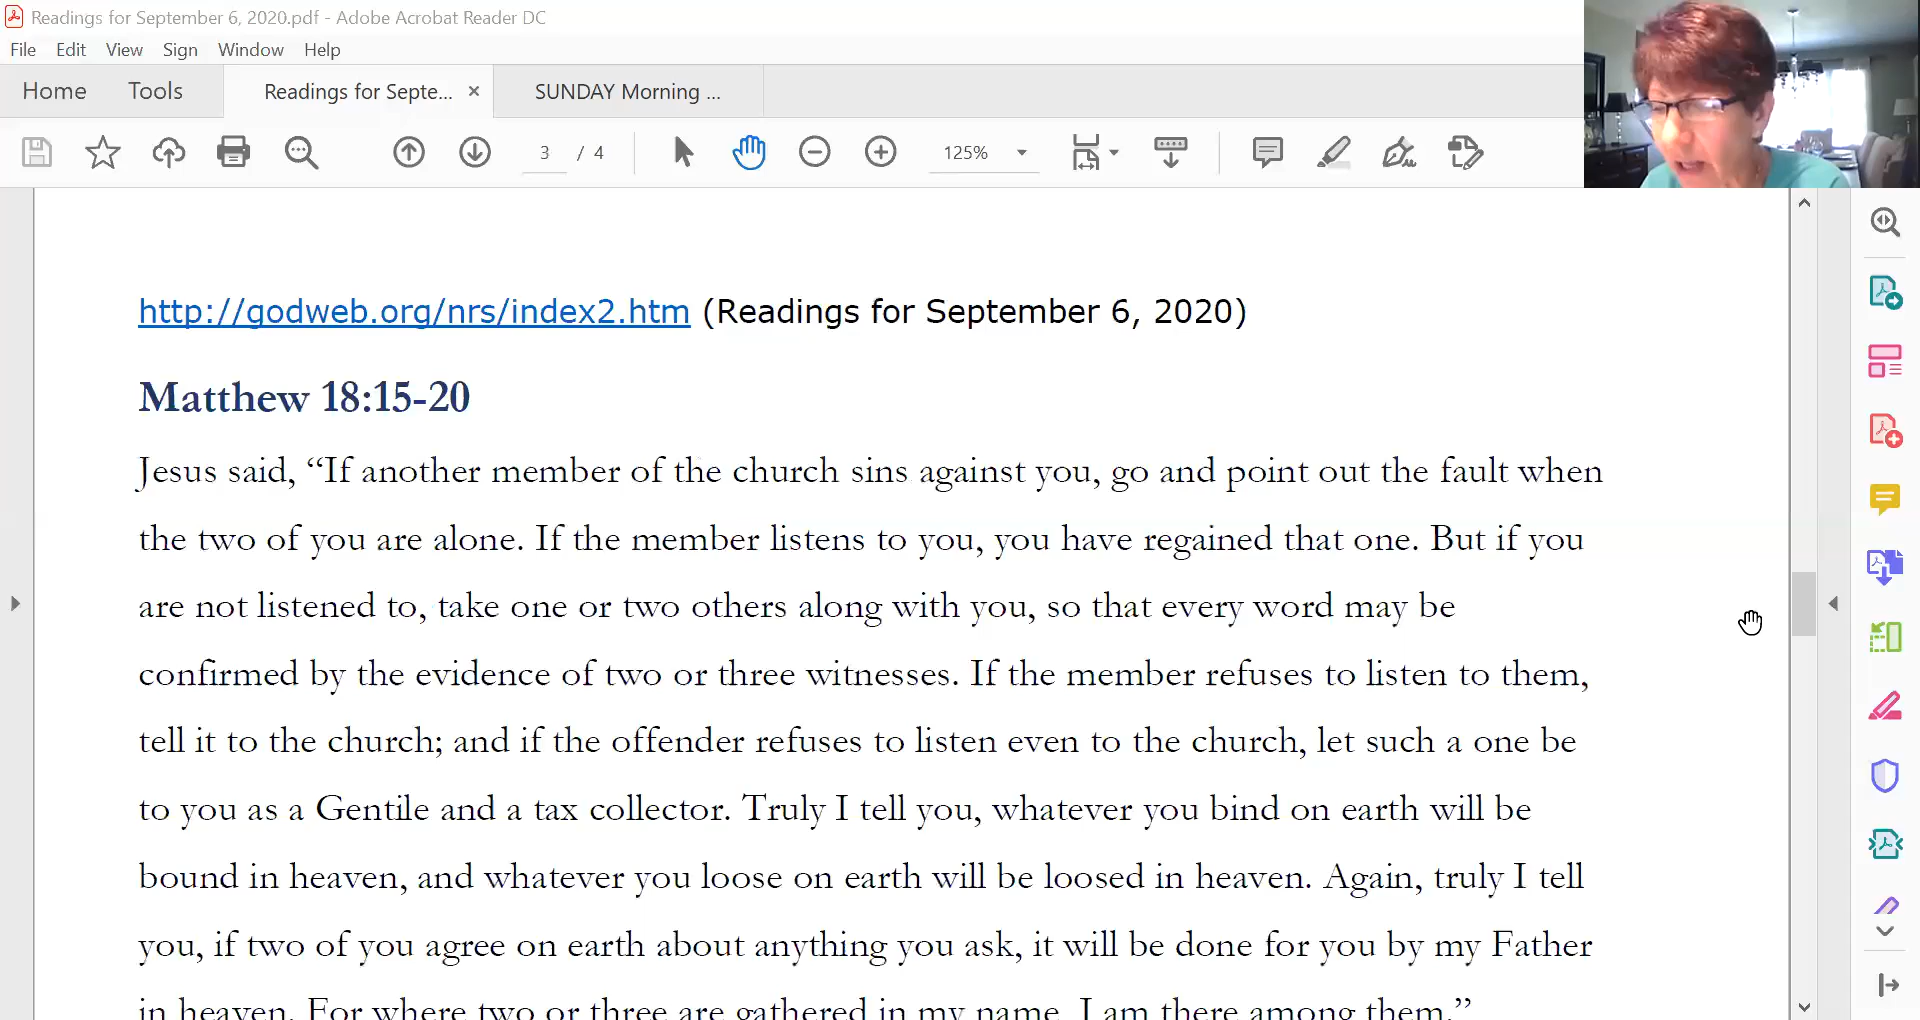 Readings for September 6, 2020.pdf - Adobe Acrobat Reader DC
File Edit View Sign Window Help
Home Tools Readings for Septe... × SUNDAY Morning ...
3 / 4 125%
http://godweb.org/nrs/index2.htm (Readings for September 6, 2020)
Matthew 18:15-20
Jesus said, “If another member of the church sins against you, go and point out the fault when
the two of you are alone. If the member listens to you, you have regained that one. But if you
are not listened to, take one or two others along with you, so that every word may be
confirmed by the evidence of two or three witnesses. If the member refuses to listen to them,
tell it to the church; and if the offender refuses to listen even to the church, let such a one be
to you as a Gentile and a tax collector. Truly I tell you, whatever you bind on earth will be
bound in heaven, and whatever you loose on earth will be loosed in heaven. Again, truly I tell
you, if two of you agree on earth about anything you ask, it will be done for you by my Father
in heaven. For where two or three are gathered in my name, I am there among them.”